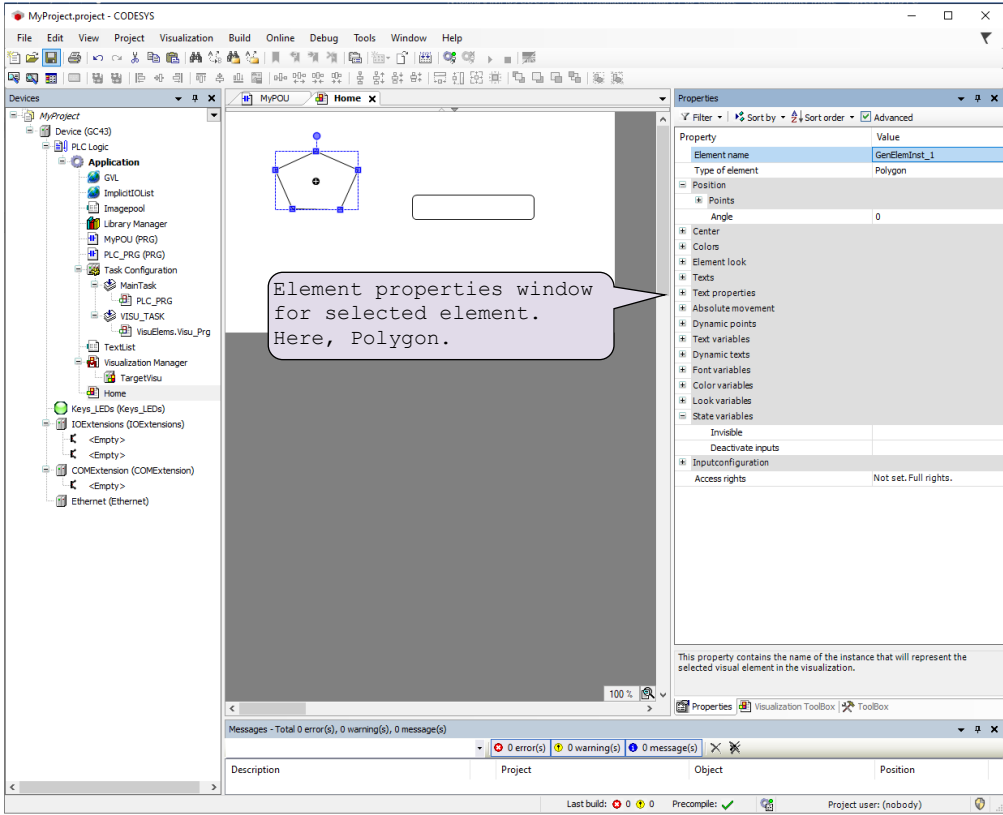 MyProject.project - CODESYS
File Edit View Project Visualization Build Online Debug Tools Window Help
Devices
MyProject
Device (GC43)
PLC Logic
Application
GVL
ImplicitIOList
Imagepool
Library Manager
MyPOU (PRG)
PLC_PRG (PRG)
Task Configuration
MainTask
PLC_PRG
VISU_TASK
VisuElems.Visu_Prg
TextList
Visualization Manager
TargetVisu
Home
Keys_LEDs (Keys_LEDs)
IOExtensions (IOExtensions)
<Empty>
<Empty>
COMExtension (COMExtension)
<Empty>
Ethernet (Ethernet)
MyPOU Home
Element properties window
for selected element.
Here, Polygon.
100 %
Properties
Filter Sort by Sort order Advanced
Property Value
Element name GenElemInst_1
Type of element Polygon
Position
Points
Angle 0
Center
Colors
Element look
Texts
Text properties
Absolute movement
Dynamic points
Text variables
Dynamic texts
Font variables
Color variables
Look variables
State variables
Invisible
Deactivate inputs
Inputconfiguration
Access rights Not set. Full rights.
This property contains the name of the instance that will represent the
selected visual element in the visualization.
Properties Visualization ToolBox ToolBox
Messages - Total 0 error(s), 0 warning(s), 0 message(s)
0 error(s) 0 warning(s) 0 message(s)
Description Project Object Position
Last build: 0 0 Precompile: Project user: (nobody)